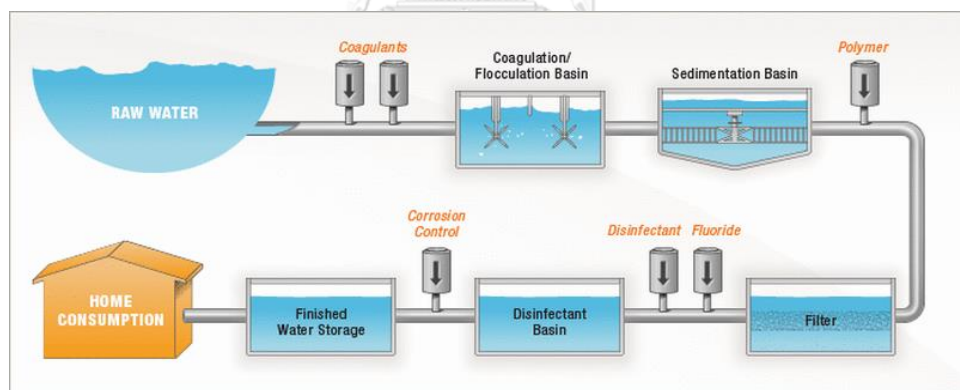 Coagulants
Coagulation/
Flocculation Basin
Sedimentation Basin
Polymer
RAW WATER
Corrosion
Control
Disinfectant
Fluoride
HOME
CONSUMPTION
Finished
Water Storage
Disinfectant
Basin
Filter